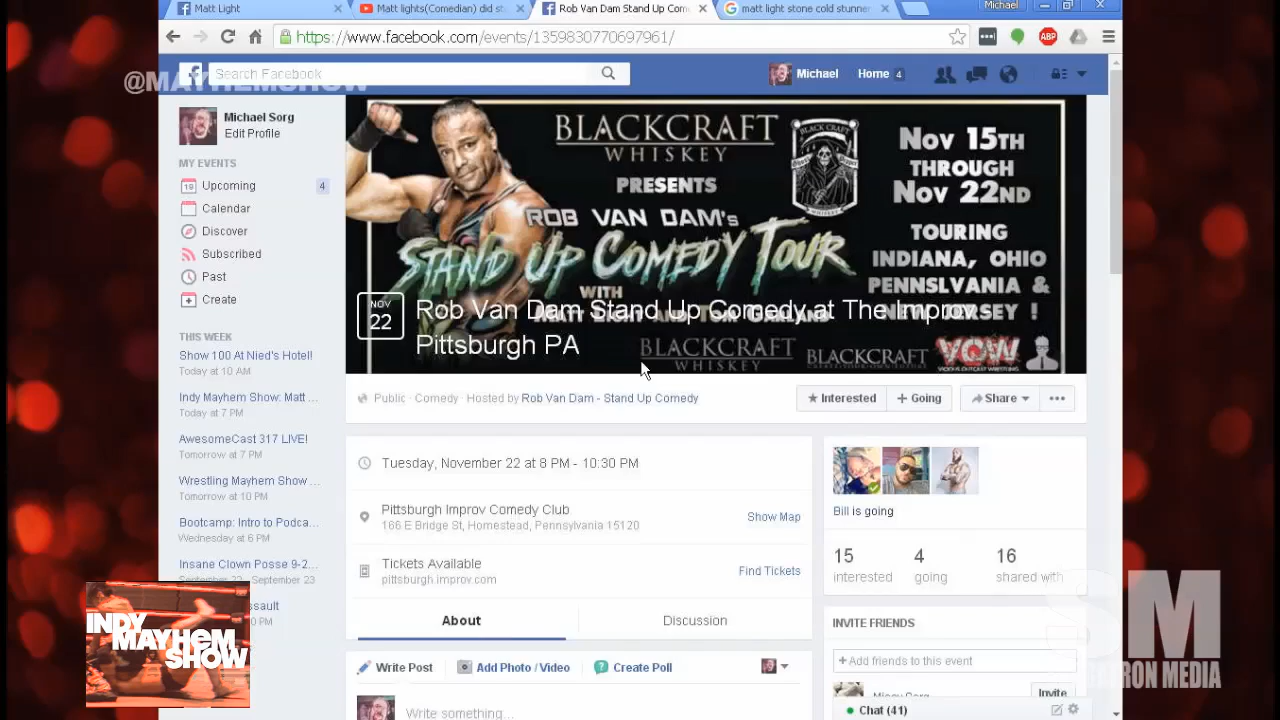 Matt Light
Matt lights(Comedian) did st
Rob Van Dam Stand Up Com
matt light stone cold stunner
Michael
https://www.facebook.com/events/1359830770697961/
ABP
@MAYHEMSHOW
Search Facebook
Michael
Home 4
Michael Sorg
Edit Profile
MY EVENTS
19 Upcoming 4
Calendar
Discover
Subscribed
Past
Create
THIS WEEK
Show 100 At Nied's Hotel!
Today at 10 AM
Indy Mayhem Show: Matt ...
Today at 7 PM
AwesomeCast 317 LIVE!
Tomorrow at 7 PM
Wrestling Mayhem Show ...
Tomorrow at 10 PM
Bootcamp: Intro to Podca...
Wednesday at 6 PM
Insane Clown Posse 9-2...
September 22 - September 23
INDY
MAYHEM
SHOW
BLACKCRAFT
WHISKEY
PRESENTS
ROB VAN DAM's
STAND UP COMEDY TOUR
WITH
BLACK CRAFT
WHISKEY
Nov 15TH
THROUGH
Nov 22ND
TOURING
INDIANA, OHIO
PENNSYLVANIA &
BLACKCRAFT
WHISKEY
BLACKCRAFT
VOW
NOV
22
Rob Van Dam Stand Up Comedy at The Improv
Pittsburgh PA
Public · Comedy · Hosted by Rob Van Dam - Stand Up Comedy
Interested
Going
Share
Tuesday, November 22 at 8 PM - 10:30 PM
Pittsburgh Improv Comedy Club
166 E Bridge St, Homestead, Pennsylvania 15120
Show Map
Tickets Available
pittsburgh.improv.com
Find Tickets
About
Discussion
Write Post
Add Photo / Video
Create Poll
Write something...
Bill is going
15
interested
4
going
16
shared with
INVITE FRIENDS
Add friends to this event
Missy Sorg
Invite
Chat (41)
SM
MEDIA